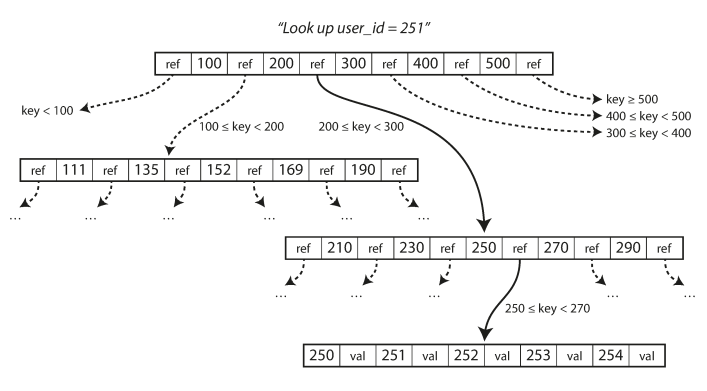 “Look up user_id = 251”
ref 100 ref 200 ref 300 ref 400 ref 500 ref
key < 100
key ≥ 500
400 ≤ key < 500
300 ≤ key < 400
100 ≤ key < 200
200 ≤ key < 300
ref 111 ref 135 ref 152 ref 169 ref 190 ref
... ... ... ... ... ...
ref 210 ref 230 ref 250 ref 270 ref 290 ref
... ... ... ... ...
250 ≤ key < 270
250 val 251 val 252 val 253 val 254 val